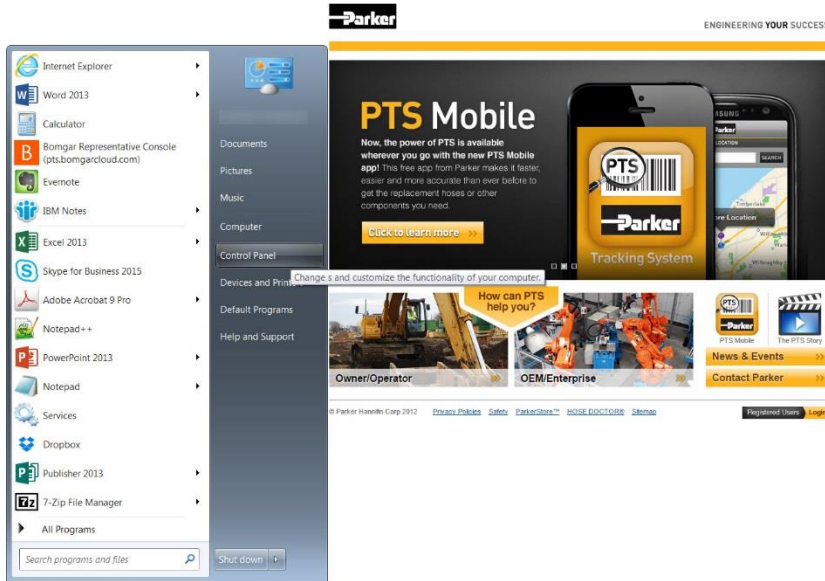 Internet Explorer
Word 2013
Calculator
Bomgar Representative Console
(pts.bomgarcloud.com)
Evernote
IBM Notes
Excel 2013
Skype for Business 2015
Adobe Acrobat 9 Pro
Notepad++
PowerPoint 2013
Notepad
Services
Dropbox
Publisher 2013
7-Zip File Manager
All Programs
Search programs and files
Documents
Pictures
Music
Computer
Control Panel
Change s and customize the functionality of your computer.
Devices and Print
Default Programs
Help and Support
Shut down
Parker
ENGINEERING YOUR SUCCESS
PTS Mobile
Now, the power of PTS is available
wherever you go with the new PTS Mobile
app! This free app from Parker makes it faster,
easier and more accurate than ever before to
get the replacement hoses or other
components you need.
Click to learn more >>
PTS
Parker
Tracking System
SAMSUNG
Parker
LOCATION
SEARCH
Timberlake
ore Location
Willoughby
How can PTS
help you?
Owner/Operator >>
OEM/Enterprise >>
PTS
Parker
PTS Mobile
The PTS Story
News & Events >>
Contact Parker >>
© Parker Hannifin Corp 2012 Privacy Policies Safety ParkerStore™ HOSE DOCTOR® Sitemap
Registered Users Login